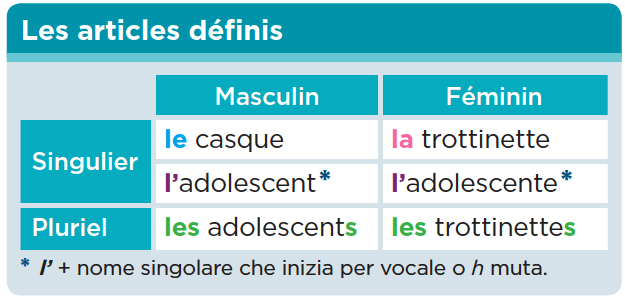 Les articles définis
Masculin Féminin
Singulier
le casque la trottinette
l’adolescent* l’adolescente*
Pluriel les adolescents les trottinettes
* l’ + nome singolare che inizia per vocale o h muta.